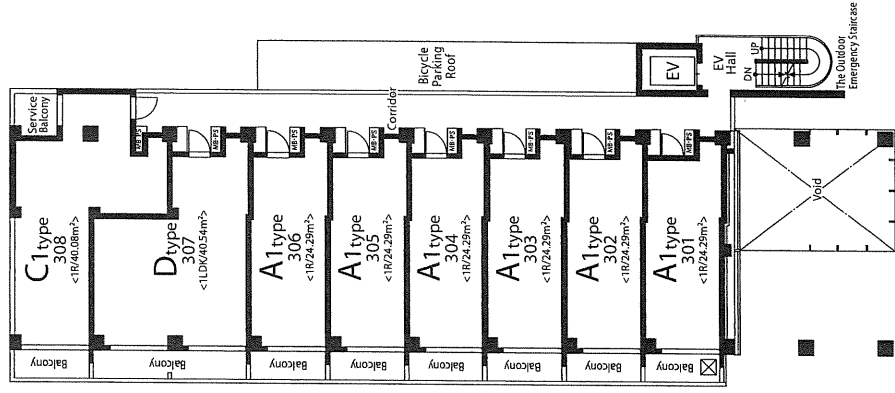 Service
Balcony
Corridor
Bicycle
Parking
Roof
EV
EV
Hall
DN
UP
The Outdoor
Emergency Staircase
MB·PS
MB·PS
MB·PS
MB·PS
MB·PS
MB·PS
MB·PS
MB·PS
C1type
308
<1R/40.08m²>
Dtype
307
<1LDK/40.54m²>
A1type
306
<1R/24.29m²>
A1type
305
<1R/24.29m²>
A1type
304
<1R/24.29m²>
A1type
303
<1R/24.29m²>
A1type
302
<1R/24.29m²>
A1type
301
<1R/24.29m²>
Void
Balcony
Balcony
Balcony
Balcony
Balcony
Balcony
Balcony
Balcony